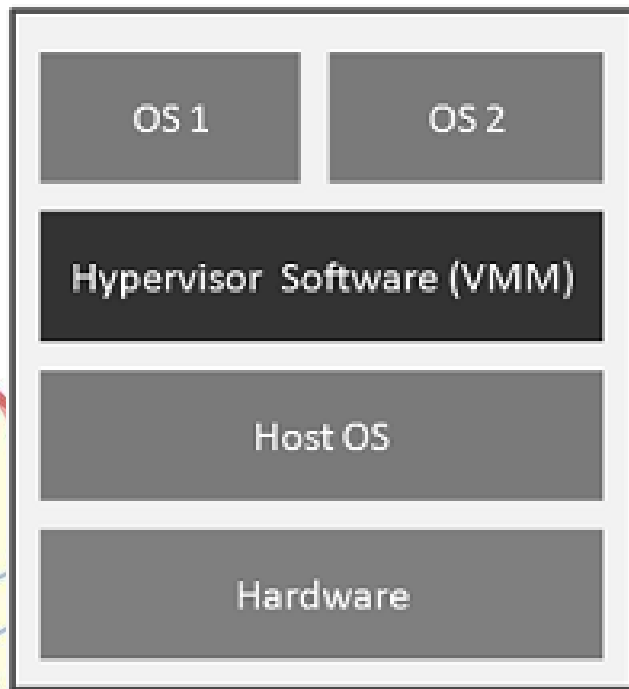 OS 1
OS 2
Hypervisor Software (VMM)
Host OS
Hardware